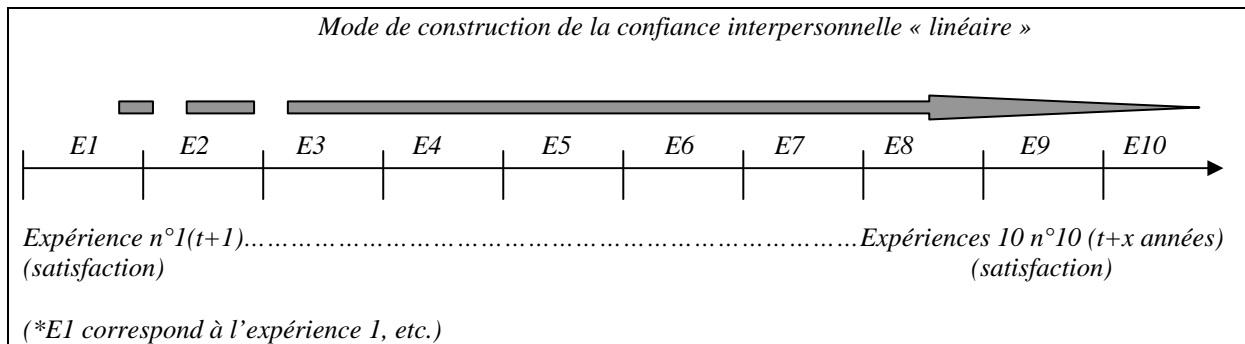 Mode de construction de la confiance interpersonnelle « linéaire »
E1 E2 E3 E4 E5 E6 E7 E8 E9 E10
Expérience n°1(t+1)……………………………………………………………Expériences 10 n°10 (t+x années)
(satisfaction) (satisfaction)
(*E1 correspond à l’expérience 1, etc.)